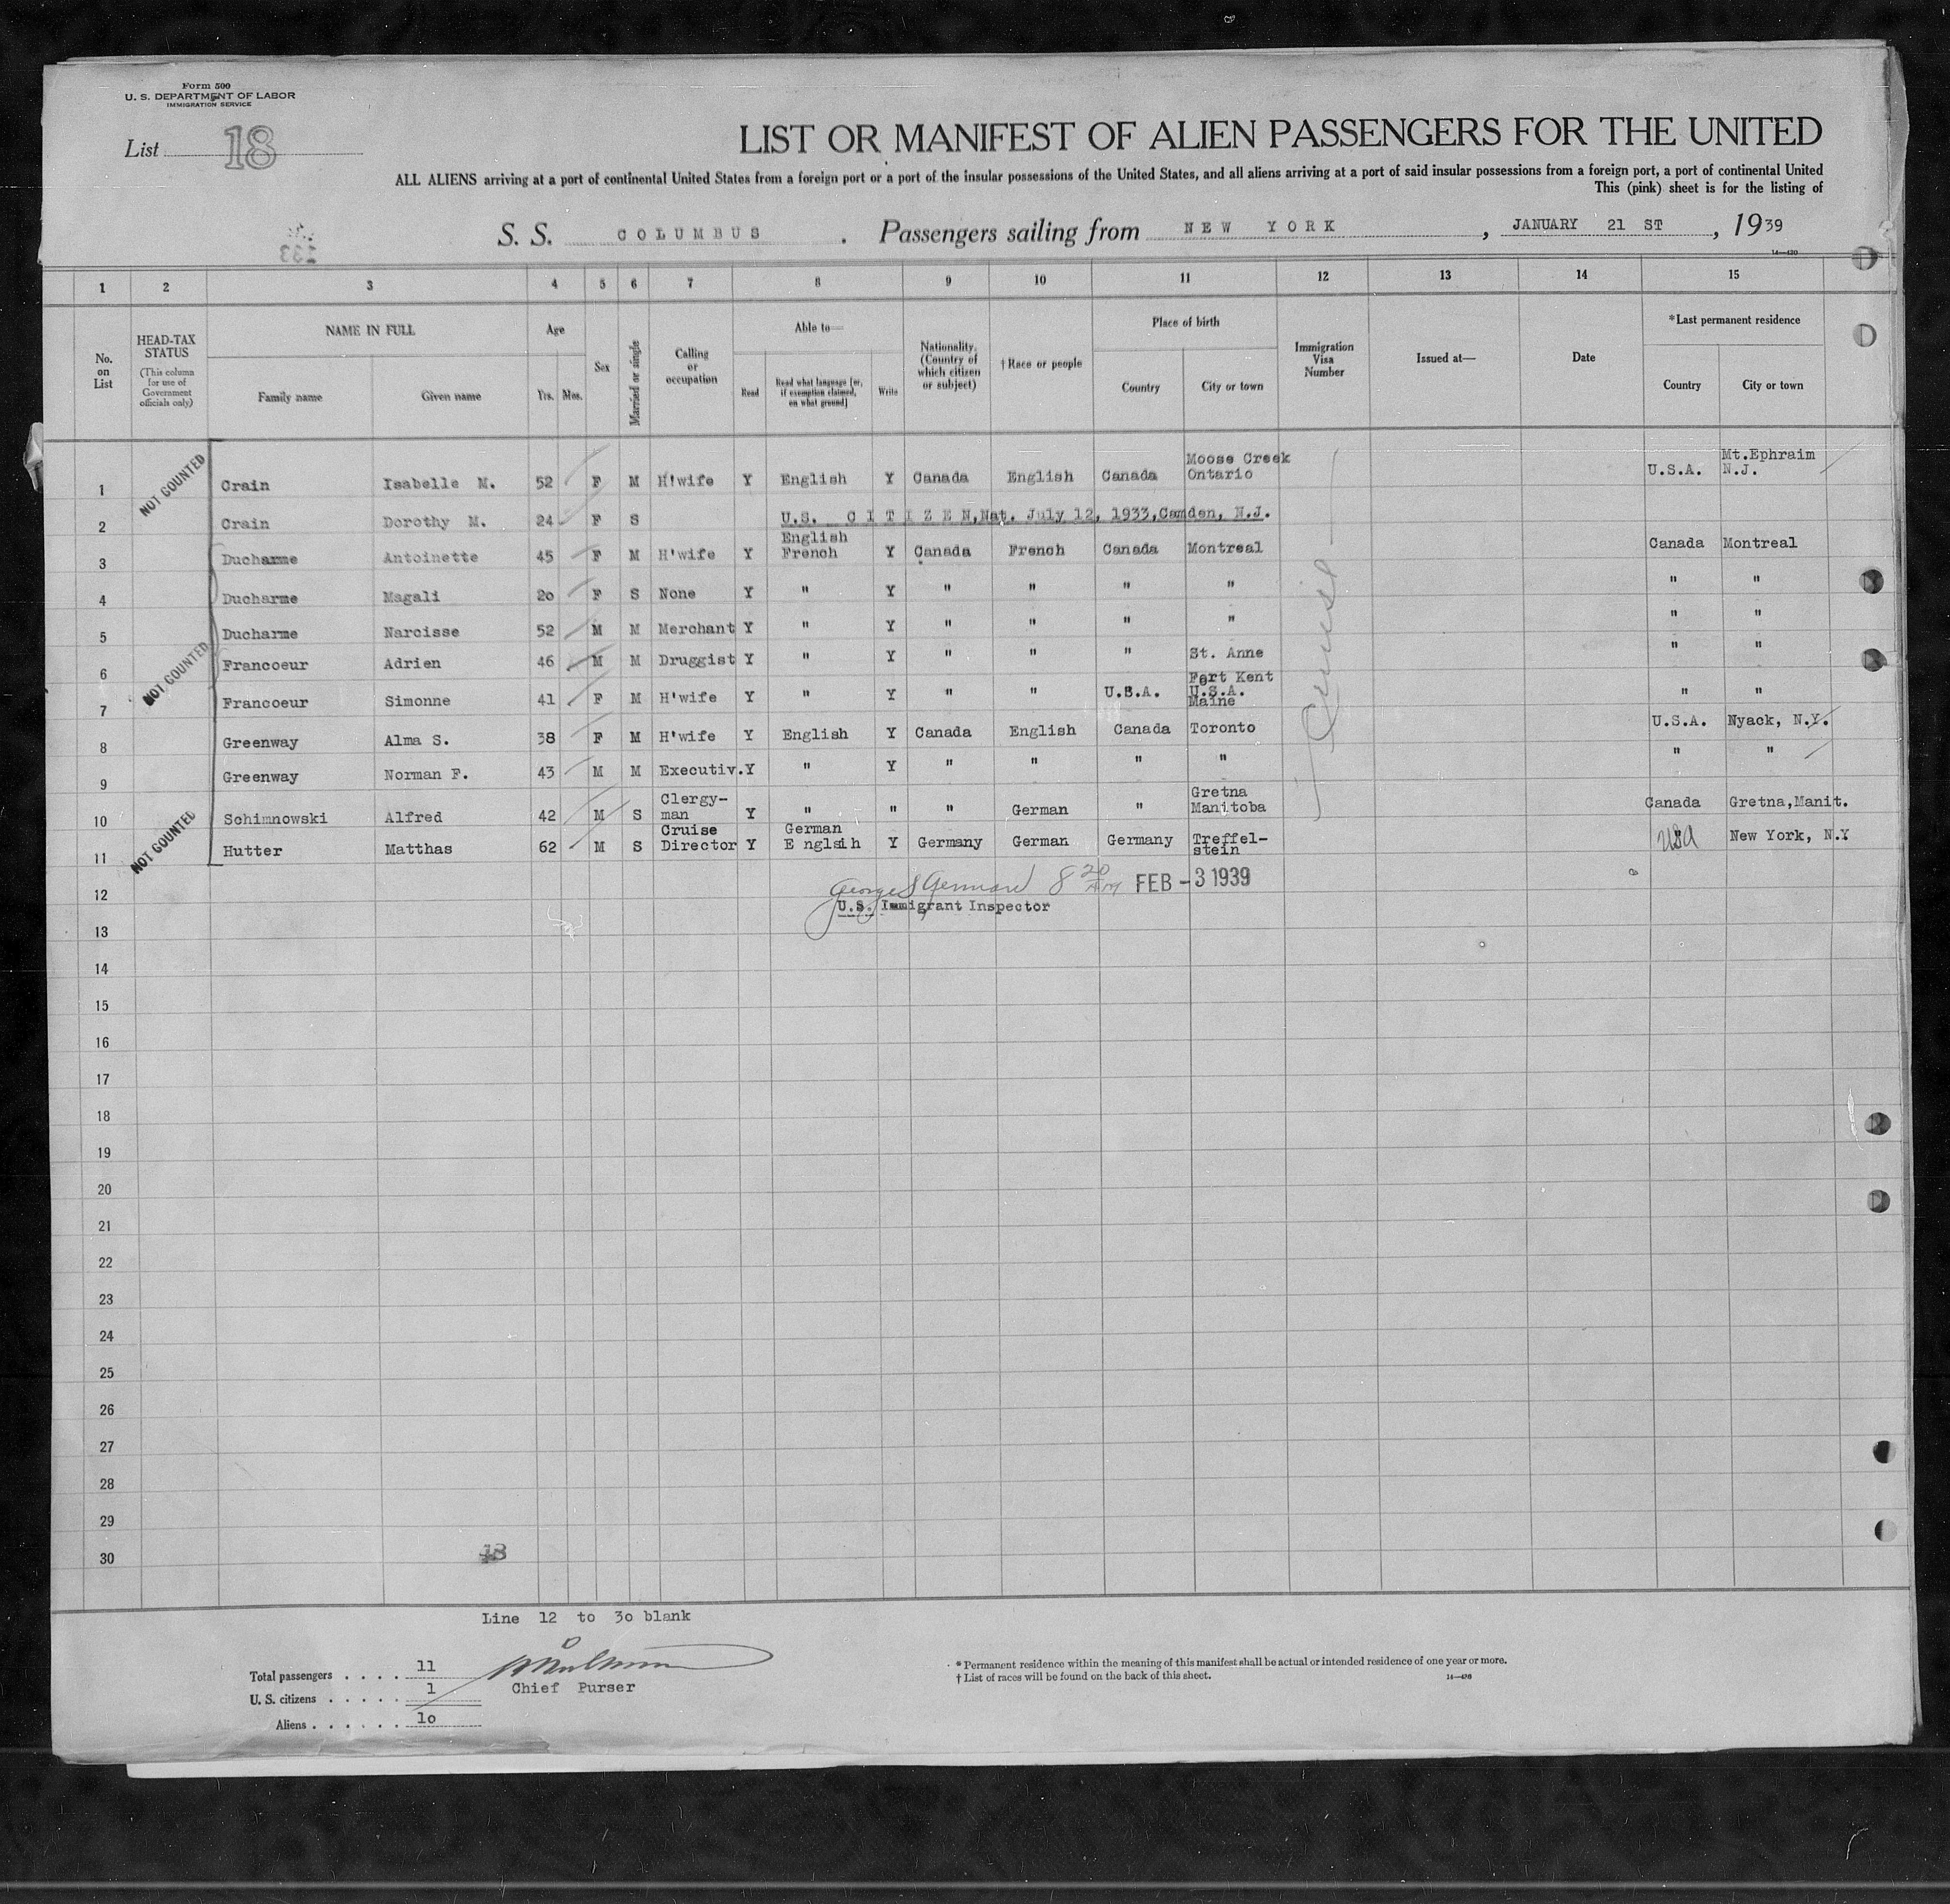 Form 500
U. S. DEPARTMENT OF LABOR
IMMIGRATION SERVICE
List 18
LIST OR MANIFEST OF ALIEN PASSENGERS FOR THE UNITED
ALL ALIENS arriving at a port of continental United States from a foreign port or a port of the insular possessions of the United States, and all aliens arriving at a port of said insular possessions from a foreign port, a port of continental United
This (pink) sheet is for the listing of
S. S. COLUMBUS . Passengers sailing from NEW YORK , JANUARY 21 ST , 1939
14—430
1 2 3 4 5 6 7 8 9 10 11 12 13 14 15
No. on List
HEAD-TAX STATUS (This column for use of Government officials only)
NAME IN FULL
Family name Given name
Age
Yrs. Mos.
Sex
Married or single
Calling or occupation
Able to—
Read
Read what language [or, if exemption claimed, on what ground]
Write
Nationality. (Country of which citizen or subject)
† Race or people
Place of birth
Country City or town
Immigration Visa Number
Issued at—
Date
*Last permanent residence
Country City or town
NOT COUNTED
1 Crain Isabelle M. 52 F M H'wife Y English Y Canada English Canada Moose Creek Ontario U.S.A. Mt.Ephraim N.J.
2 Crain Dorothy M. 24 F S U.S. CITIZEN,Nat. July 12, 1933,Camden, N.J.
3 Ducharme Antoinette 45 F M H'wife Y English French Y Canada French Canada Montreal Canada Montreal
4 Ducharme Magali 20 F S None Y " Y " " " " " "
5 Ducharme Narcisse 52 M M Merchant Y " Y " " " " " "
NOT COUNTED
6 Francoeur Adrien 46 M M Druggist Y " Y " " " St. Anne " "
7 Francoeur Simonne 41 F M H'wife Y " Y " " U.S.A. Fort Kent U.S.A. Maine " "
8 Greenway Alma S. 38 F M H'wife Y English Y Canada English Canada Toronto U.S.A. Nyack, N.Y.
9 Greenway Norman F. 43 M M Executiv. Y " Y " " " " " "
10 Schimnowski Alfred 42 M S Clergy-man Y " " " German " Gretna Manitoba Canada Gretna,Manit.
NOT COUNTED
11 Hutter Matthas 62 M S Cruise Director Y German E nglsih Y Germany German Germany Treffel-stein USA New York, N.Y
Cruise
12 8 20 AM FEB -3 1939
U.S. Immigrant Inspector
13
14
15
16
17
18
19
20
21
22
23
24
25
26
27
28
29
30
18
Line 12 to 3o blank
Total passengers . . . . 11
U. S. citizens . . . . . 1
Aliens . . . . . . 1o
Chief Purser
* Permanent residence within the meaning of this manifest shall be actual or intended residence of one year or more.
† List of races will be found on the back of this sheet.